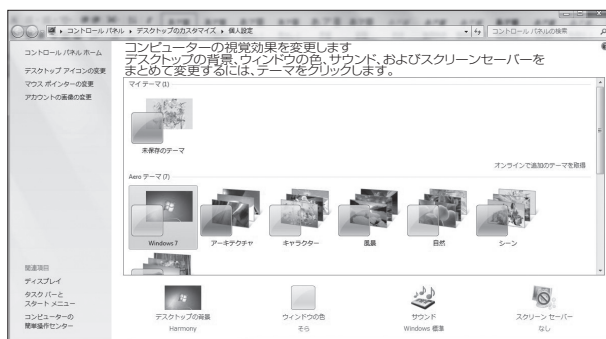 コントロール パネル ▸ デスクトップのカスタマイズ ▸ 個人設定
コントロール パネルの検索
コントロール パネル ホーム
デスクトップ アイコンの変更
マウス ポインターの変更
アカウントの画像の変更
コンピューターの視覚効果を変更します
デスクトップの背景、ウィンドウの色、サウンド、およびスクリーンセーバーを
まとめて変更するには、テーマをクリックします。
マイ テーマ (1)
未保存のテーマ
オンラインで追加のテーマを取得
Aero テーマ (7)
Windows 7
アーキテクチャ
キャラクター
風景
自然
シーン
関連項目
ディスプレイ
タスク バーと
スタート メニュー
コンピューターの
簡単操作センター
デスクトップの背景
Harmony
ウィンドウの色
そら
サウンド
Windows 標準
スクリーン セーバー
なし